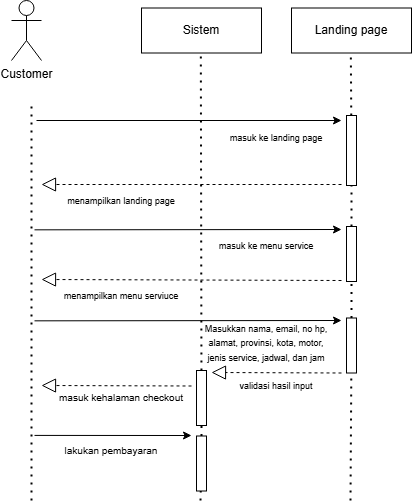 Sistem
Landing page
Customer
masuk ke landing page
menampilkan landing page
masuk ke menu service
menampilkan menu serviuce
Masukkan nama, email, no hp,
alamat, provinsi, kota, motor,
jenis service, jadwal, dan jam
validasi hasil input
masuk kehalaman checkout
lakukan pembayaran